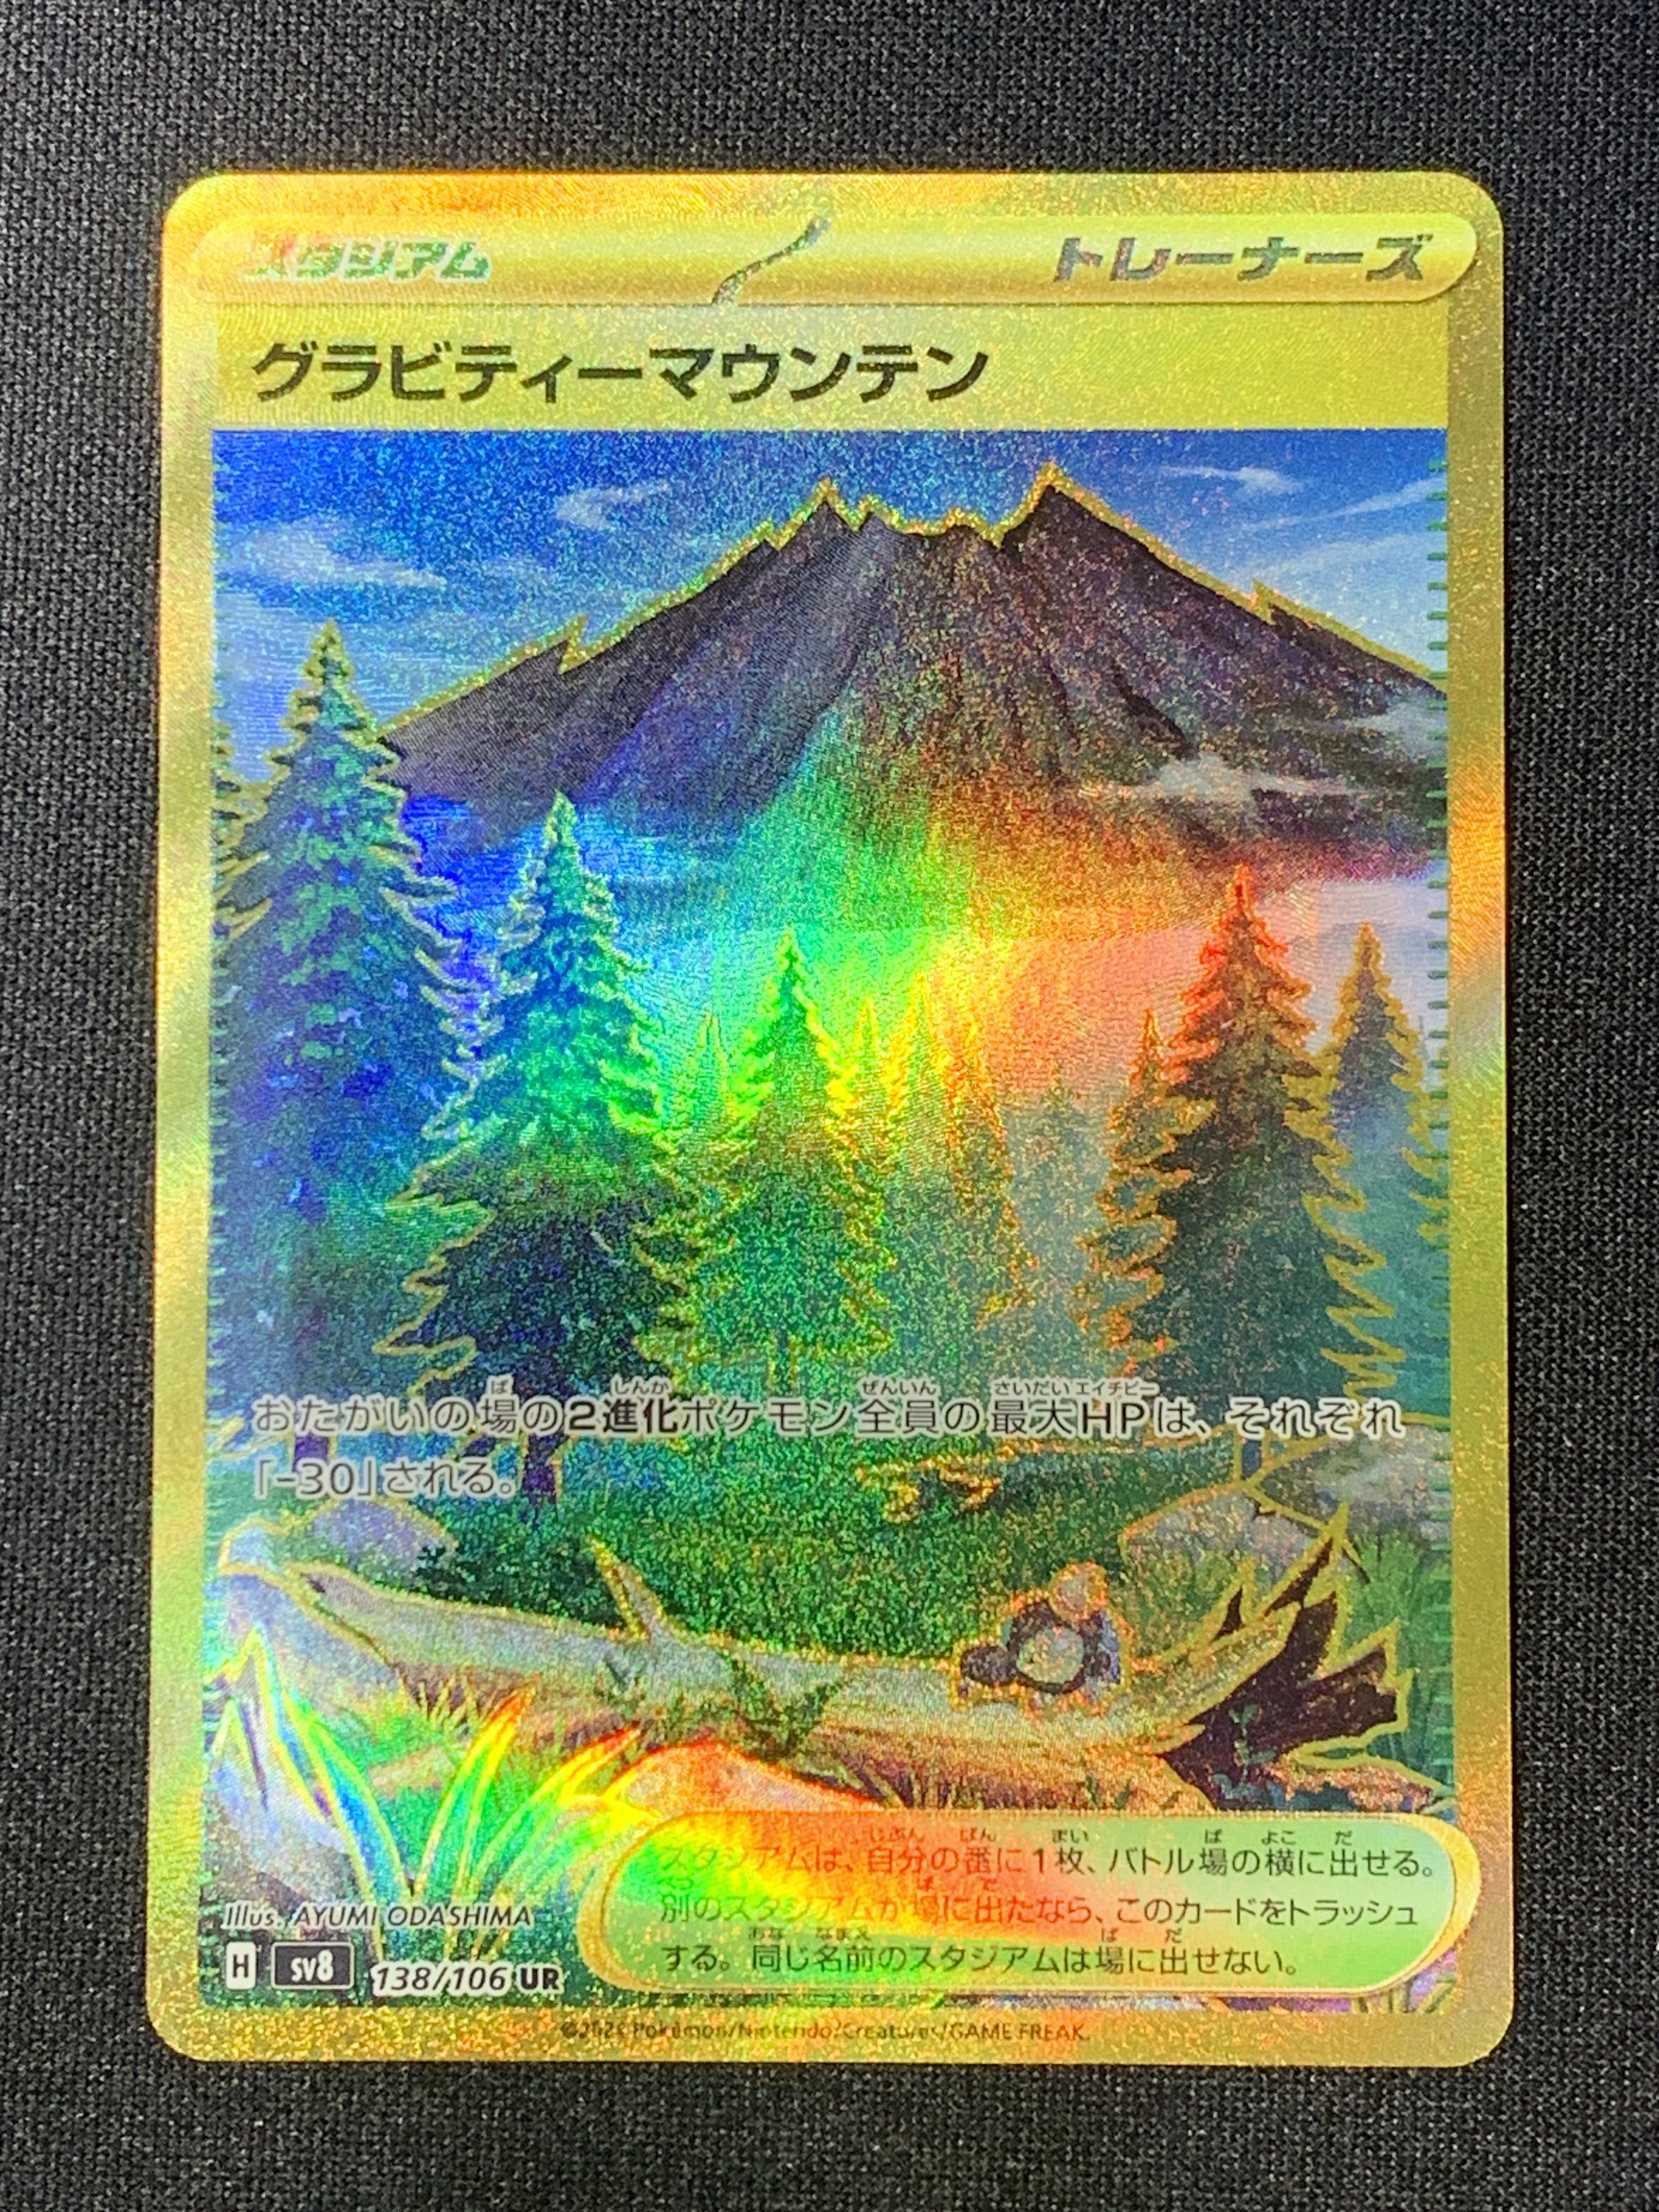 スタジアム トレーナーズ
グラビティーマウンテン
おたがいの場の2進化ポケモン全員の最大HPは、それぞれ
「-30」される。
スタジアムは、自分の番に1枚、バトル場の横に出せる。
別のスタジアムが場に出たなら、このカードをトラッシュ
する。同じ名前のスタジアムは場に出せない。
Illus. AYUMI ODASHIMA
H sv8 138/106 UR
©2024 Pokémon/Nintendo/Creatures/GAME FREAK.